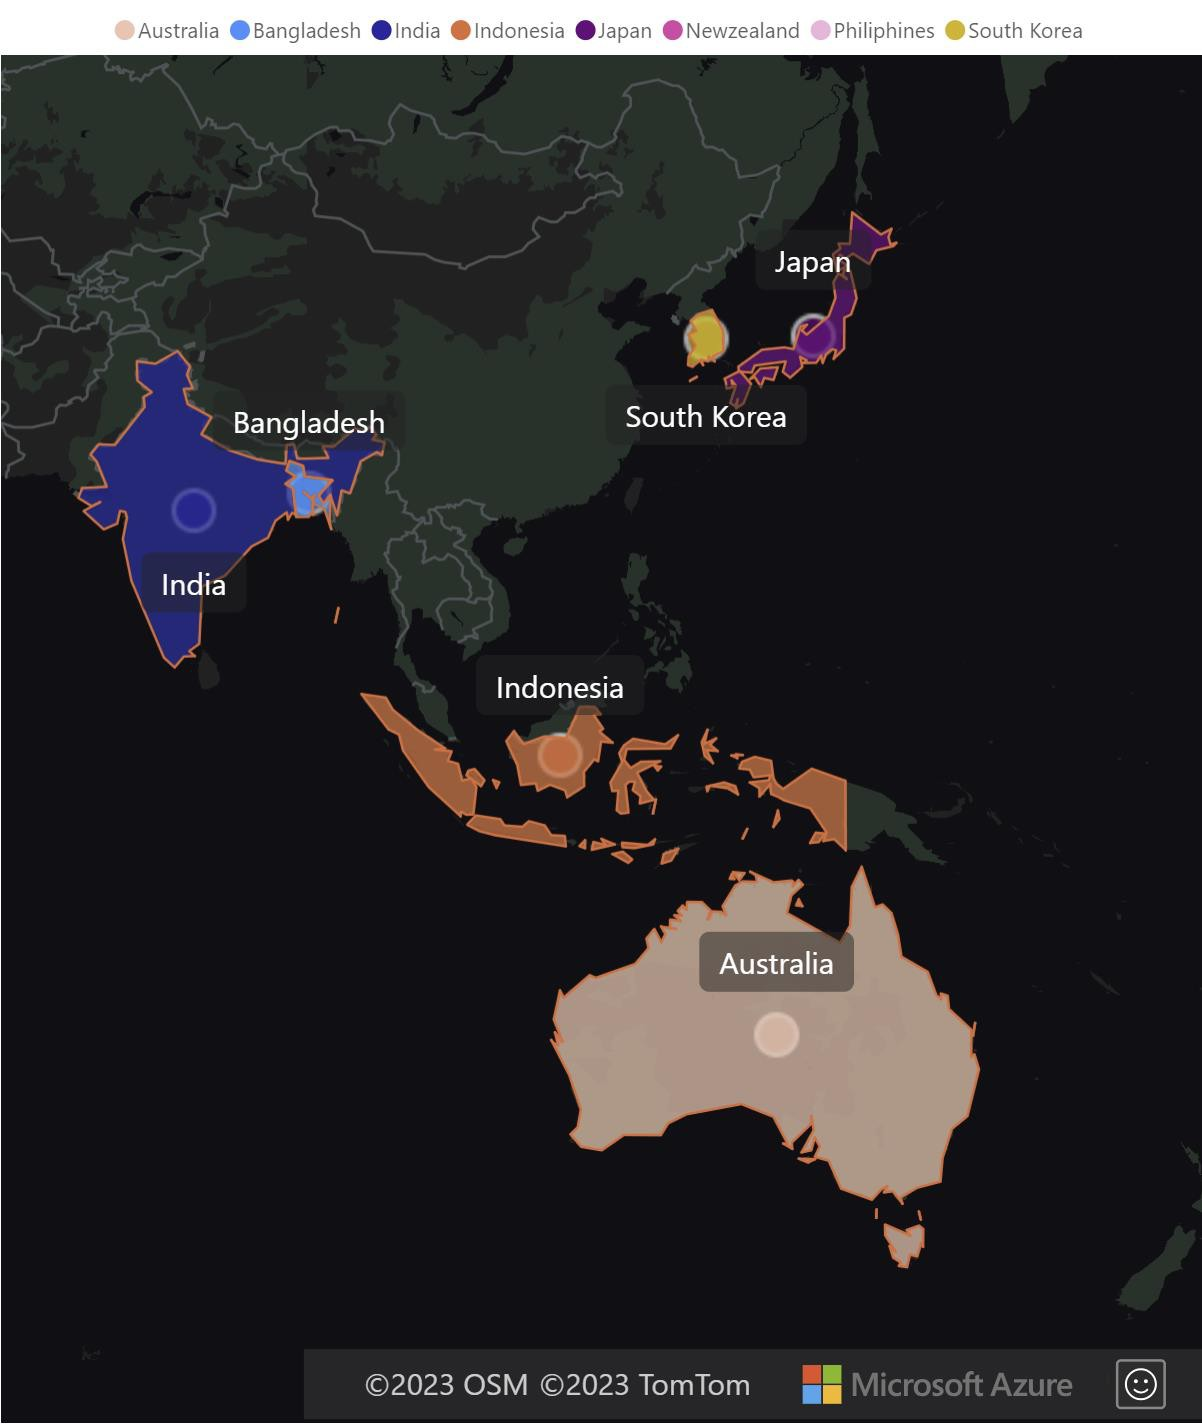 Australia Bangladesh India Indonesia Japan Newzealand Philiphines South Korea
Japan
South Korea
Bangladesh
India
Indonesia
Australia
©2023 OSM ©2023 TomTom Microsoft Azure